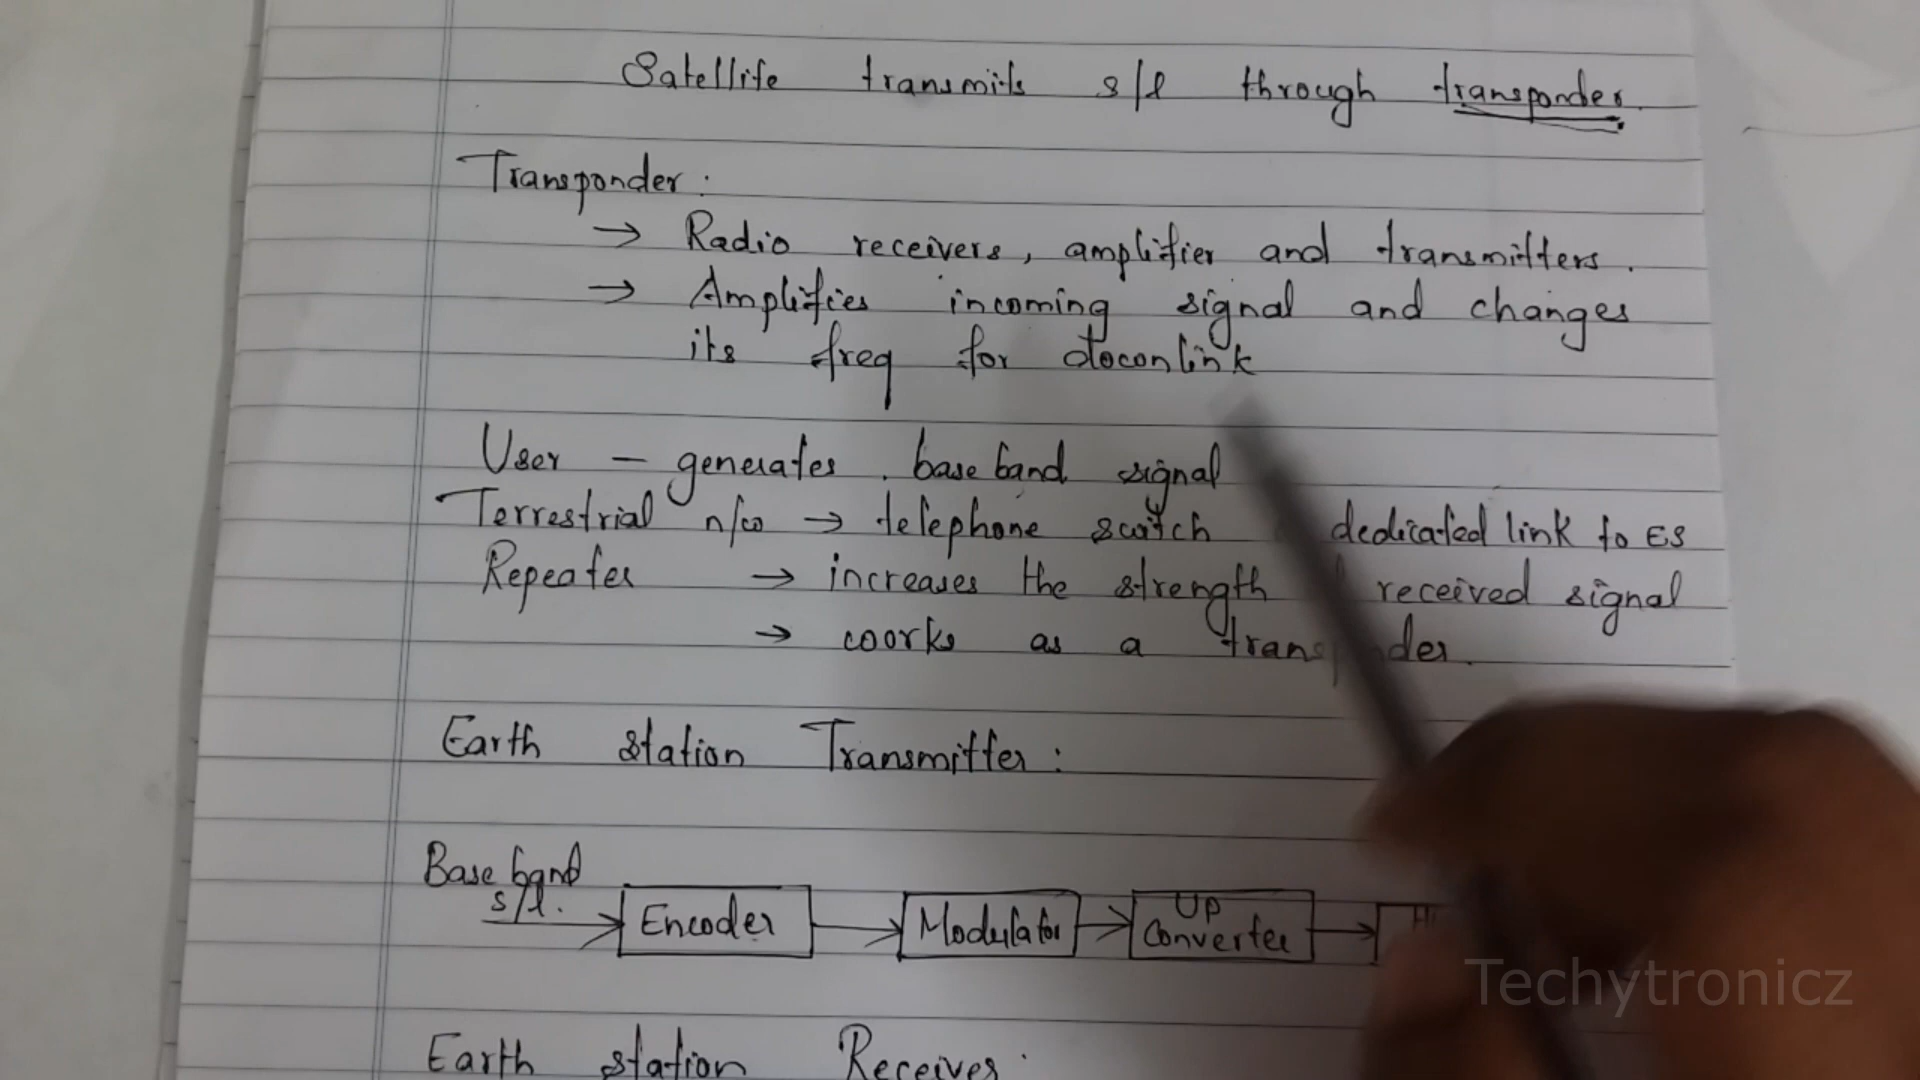 Satellite transmits s/l through transponder.
Transponder:
→ Radio receivers, amplifier and transmitters.
→ Amplifies incoming signal and changes
its freq for downlink
User - generates base band signal
Terrestrial n/w → telephone switch dedicated link to ES
Repeater → increases the strength received signal
→ works as a transponder.
Earth station Transmitter:
Base band
s/l.
Encoder Modulator UP Converter
Techytronicz
Earth station Receiver: